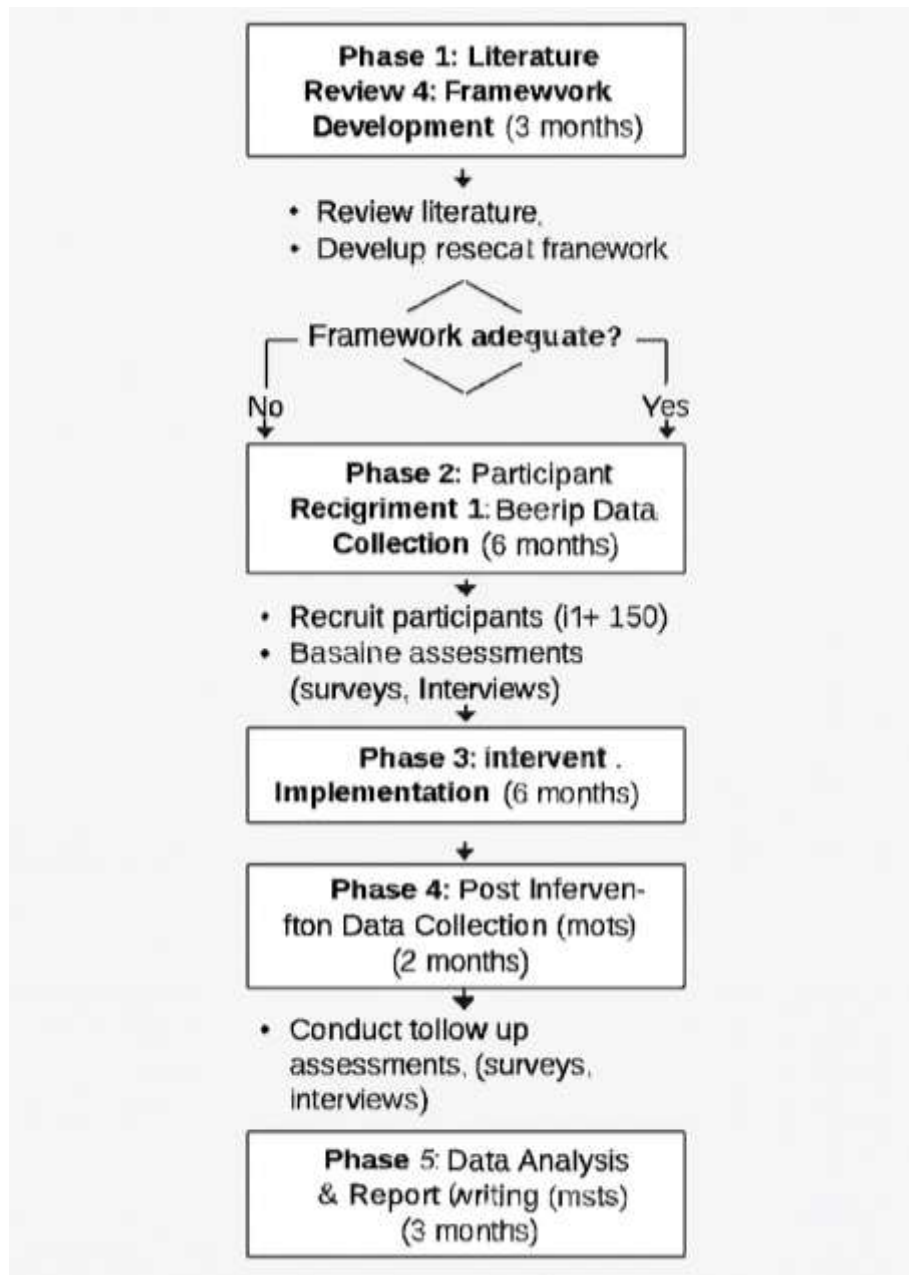 Phase 1: Literature
Review 4: Framewvork
Development (3 months)
• Review literature,
• Develup resecat franework
Framework adequate?
No
Yes
Phase 2: Participant
Recigriment 1: Beerip Data
Collection (6 months)
• Recruit participants (i1+ 150)
• Basaine assessments
(surveys, Interviews)
Phase 3: intervent .
Implementation (6 months)
Phase 4: Post Inferven-
fton Data Collection (mots)
(2 months)
• Conduct tollow up
assessments, (surveys,
interviews)
Phase 5: Data Analysis
& Report (writing (msts)
(3 months)